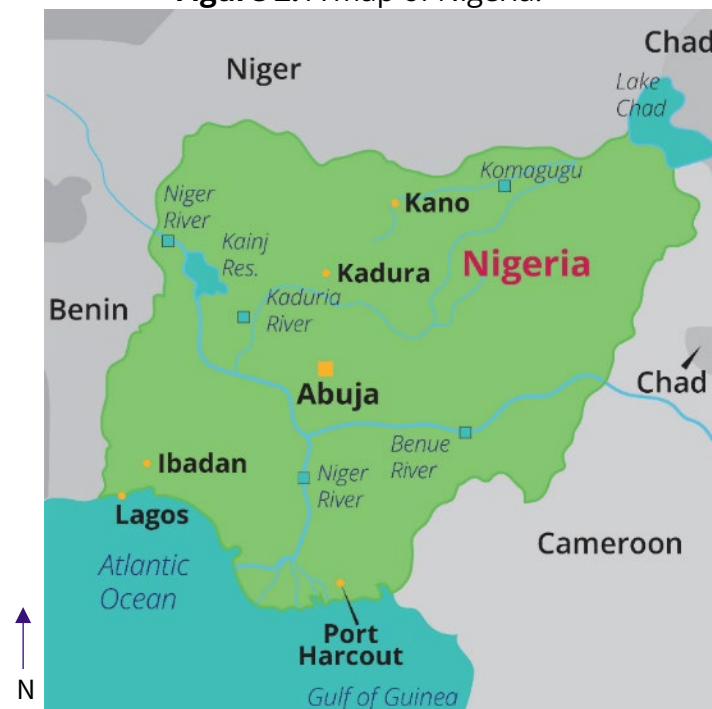 Chad
Niger
Lake
Chad
Komagugu
Niger
River
Kano
Kainj
Res.
Nigeria
Kadura
Kaduria
River
Benin
Chad
Abuja
Benue
River
Ibadan
Niger
River
Lagos
Cameroon
Atlantic
Ocean
Port
Harcout
N
Gulf of Guinea